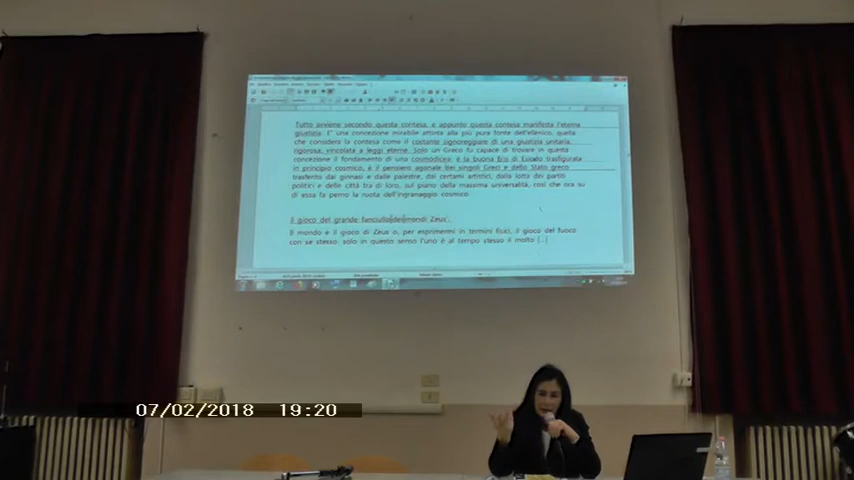 Tutto avviene secondo questa contesa, e appunto questa contesa manifesta l'eterna
giustizia. E' una concezione mirabile attinta alla più pura fonte dell'ellenico, quella
che considera la contesa come il costante signoreggiare di una giustizia unitaria,
rigorosa, vincolata a leggi eterne. Solo un Greco fu capace di trovare in questa
concezione il fondamento di una cosmodicea; è la buona Eris di Esiodo trasfigurata
in principio cosmico, è il pensiero agonale dei singoli Greci e dello Stato greco
trasferito dai ginnasi e dalle palestre, dai certami artistici, dalla lotta dei partiti
politici e delle città tra di loro, sul piano della massima universalità, così che ora su
di essa fa perno la ruota dell'ingranaggio cosmico.
Il gioco del grande fanciullo dei mondi Zeus.
Il mondo è il gioco di Zeus o, per esprimermi in termini fisici, il gioco del fuoco
con se stesso; solo in questo senso l'uno è al tempo stesso il molto [...]
07/02/2018 19:20